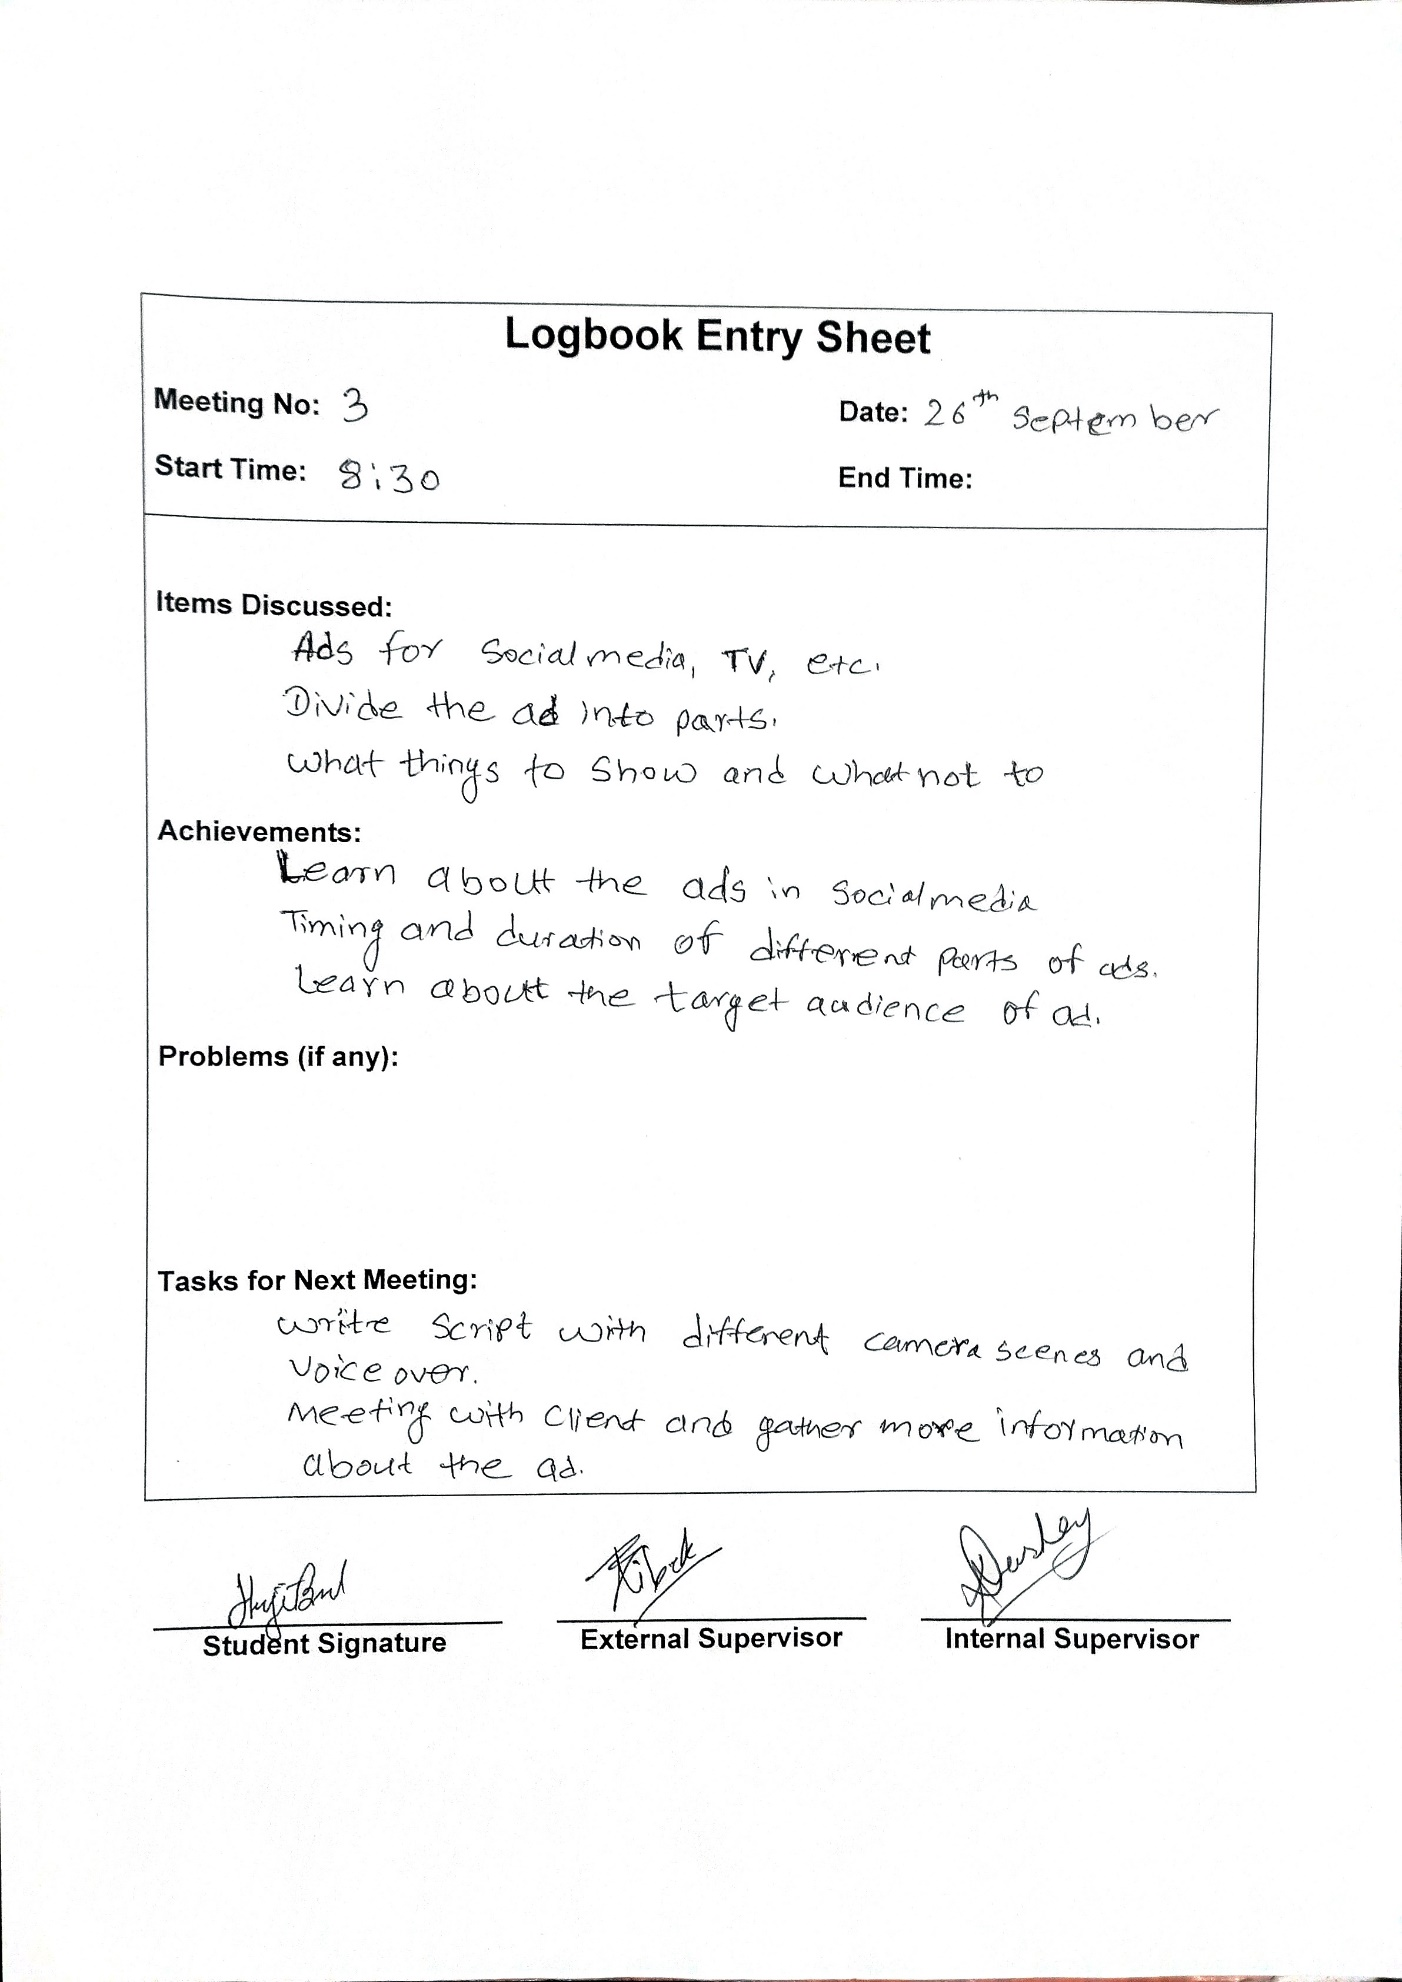 Logbook Entry Sheet
Meeting No: 3
Date: 26th September
Start Time: 8:30
End Time:
Items Discussed:
Ads for Social media, TV, etc.
Divide the ad into parts.
What things to show and what not to
Achievements:
Learn about the ads in social media
Timing and duration of different parts of ads.
Learn about the target audience of ad.
Problems (if any):
Tasks for Next Meeting:
Write script with different camera scenes and
voice over.
Meeting with client and gather more information
about the ad.
Student Signature
External Supervisor
Internal Supervisor